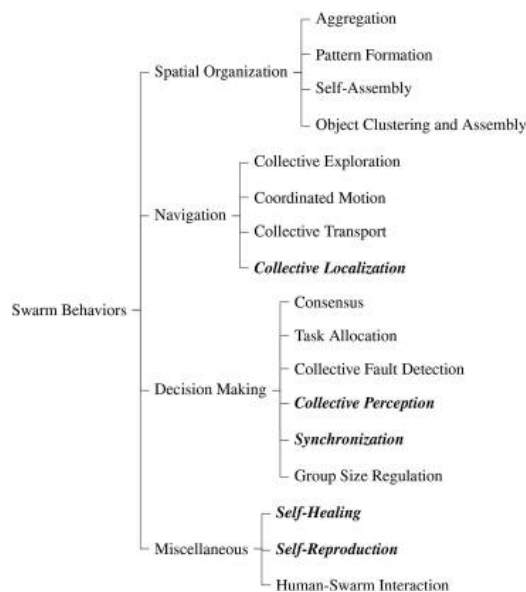 Aggregation
Pattern Formation
Spatial Organization
Self-Assembly
Object Clustering and Assembly
Collective Exploration
Coordinated Motion
Navigation
Collective Transport
Collective Localization
Swarm Behaviors
Consensus
Task Allocation
Collective Fault Detection
Decision Making
Collective Perception
Synchronization
Group Size Regulation
Self-Healing
Miscellaneous
Self-Reproduction
Human-Swarm Interaction